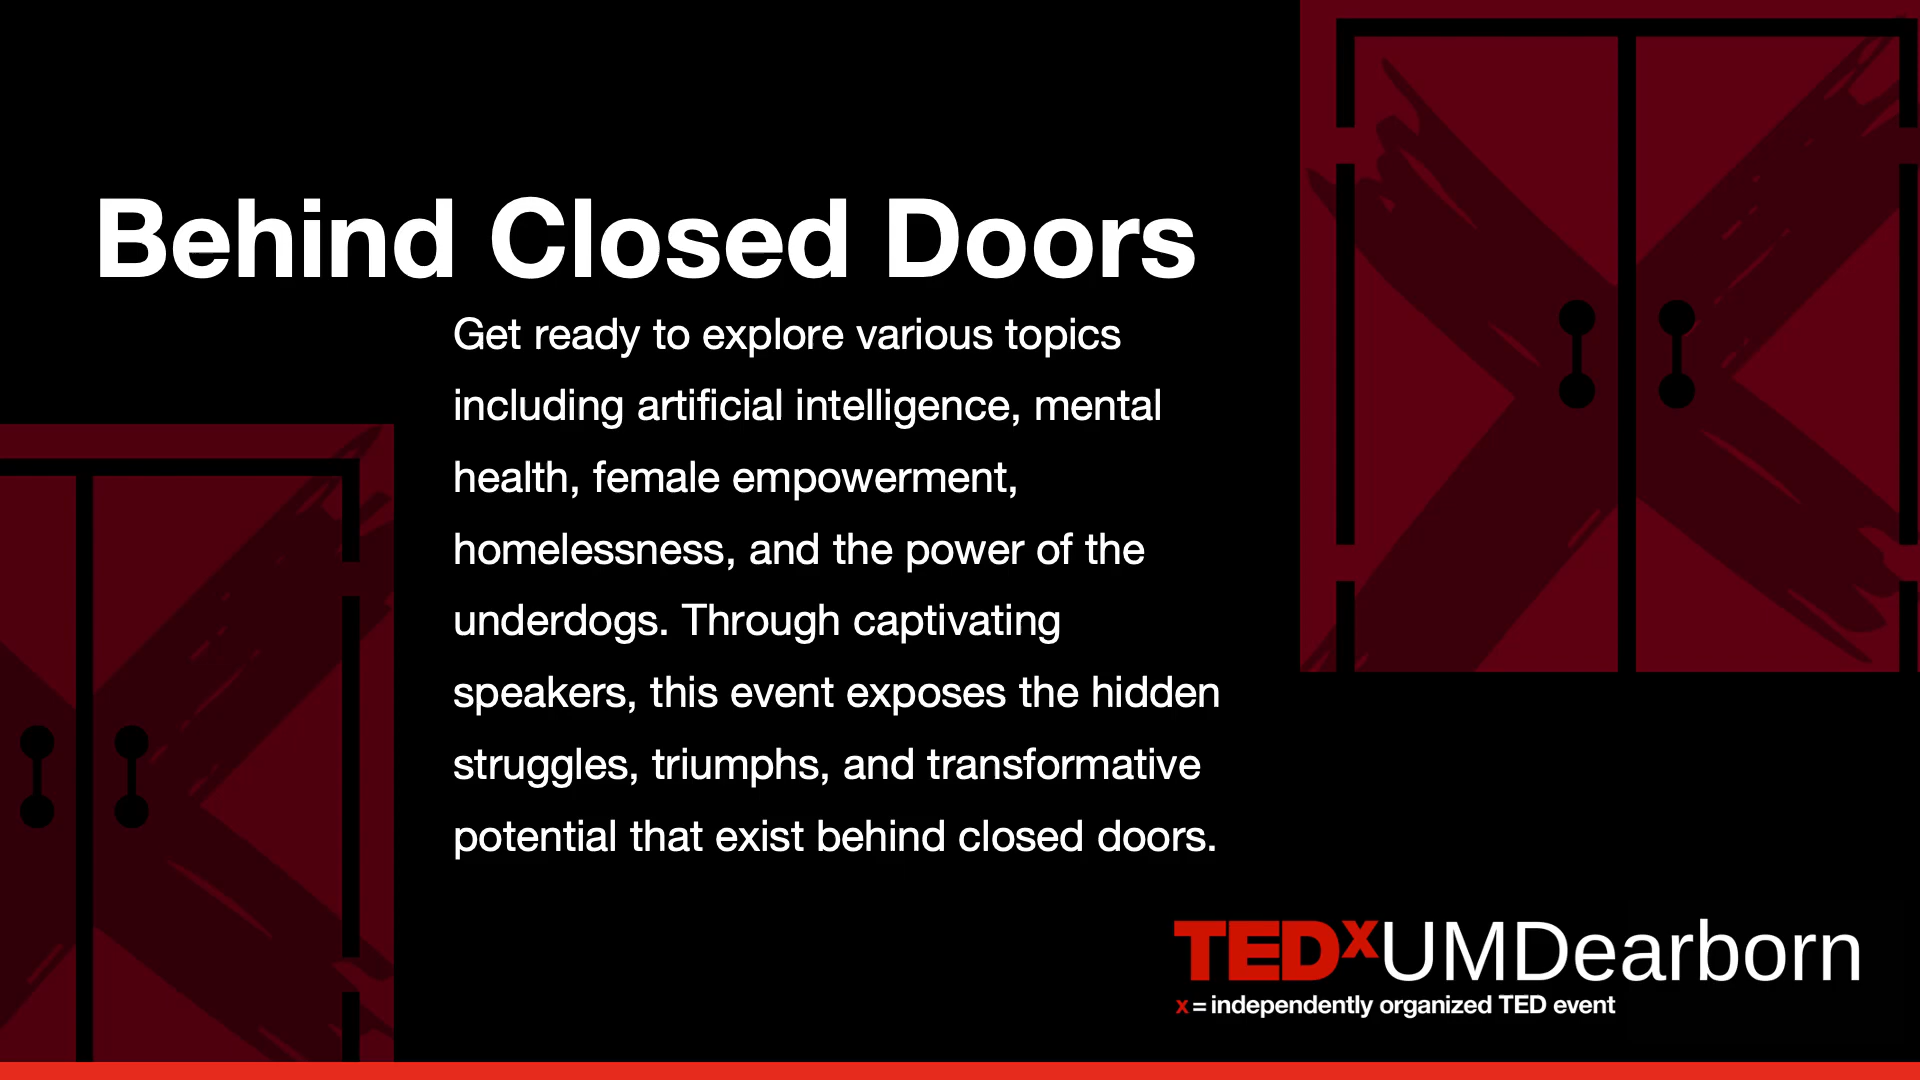 Behind Closed Doors
Get ready to explore various topics
including artificial intelligence, mental
health, female empowerment,
homelessness, and the power of the
underdogs. Through captivating
speakers, this event exposes the hidden
struggles, triumphs, and transformative
potential that exist behind closed doors.
TEDxUMDearborn
x = independently organized TED event